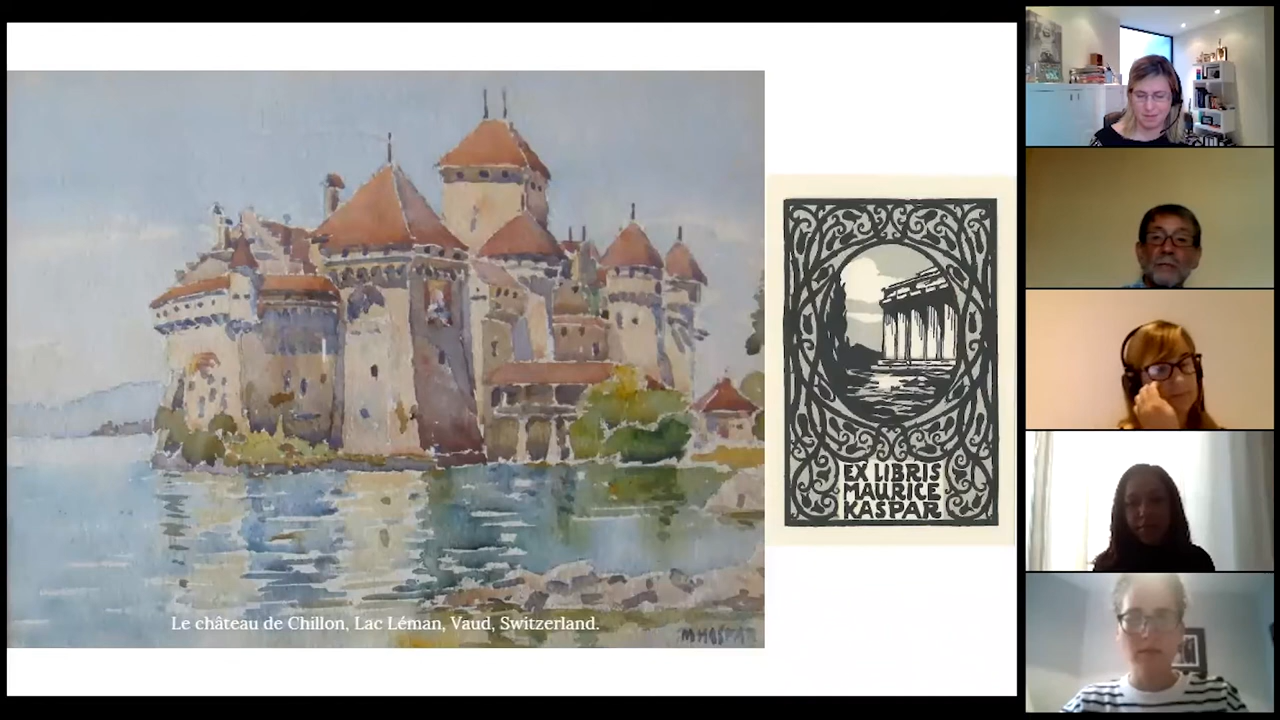 Le château de Chillon, Lac Léman, Vaud, Switzerland.
EX LIBRIS
MAURICE
KASPAR